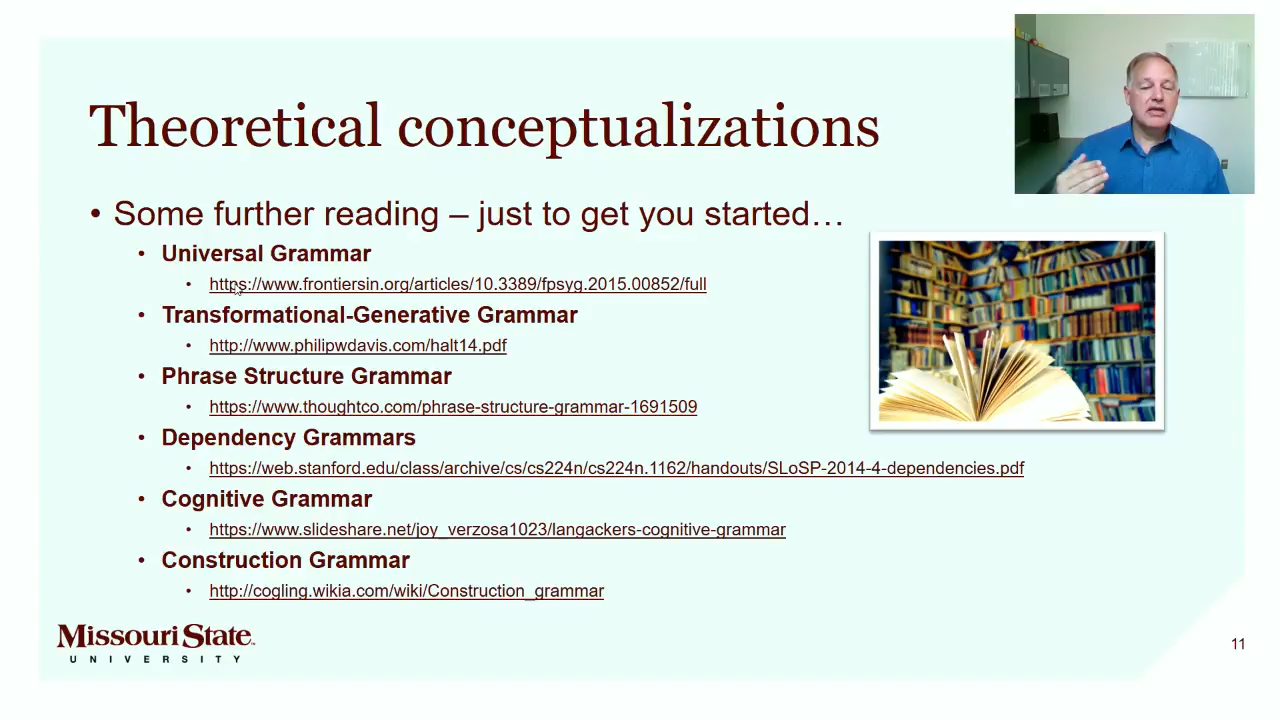 Theoretical conceptualizations
• Some further reading – just to get you started…
• Universal Grammar
• https://www.frontiersin.org/articles/10.3389/fpsyg.2015.00852/full
• Transformational-Generative Grammar
• http://www.philipwdavis.com/halt14.pdf
• Phrase Structure Grammar
• https://www.thoughtco.com/phrase-structure-grammar-1691509
• Dependency Grammars
• https://web.stanford.edu/class/archive/cs/cs224n/cs224n.1162/handouts/SLoSP-2014-4-dependencies.pdf
• Cognitive Grammar
• https://www.slideshare.net/joy_verzosa1023/langackers-cognitive-grammar
• Construction Grammar
• http://cogling.wikia.com/wiki/Construction_grammar
Missouri State
UNIVERSITY
11